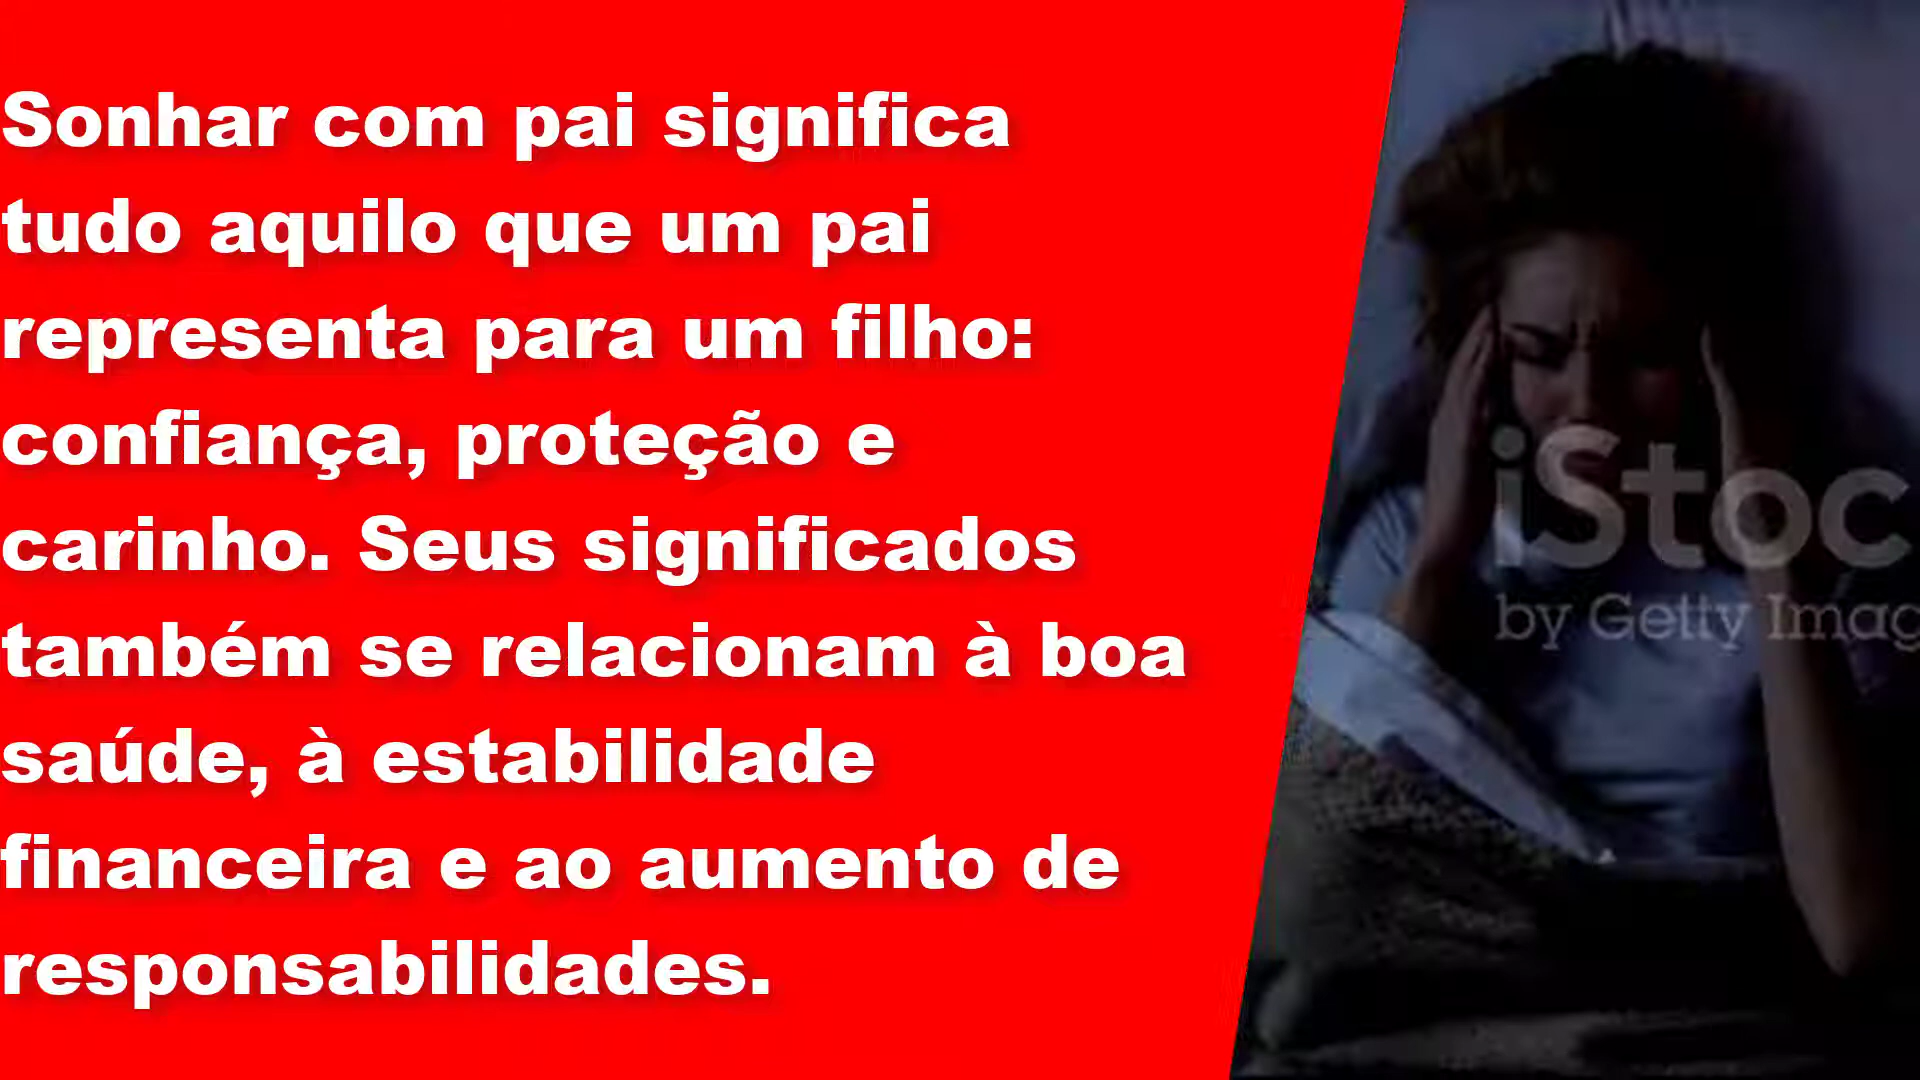 Sonhar com pai significa
tudo aquilo que um pai
representa para um filho:
confiança, proteção e
carinho. Seus significados
também se relacionam à boa
saúde, à estabilidade
financeira e ao aumento de
responsabilidades.
iStoc
by Getty Imag